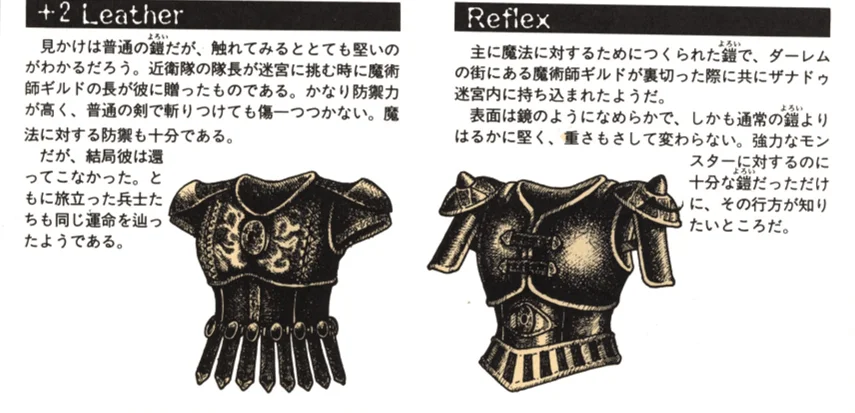 +2 Leather
見かけは普通の鎧だが、触れてみるととても堅いの
がわかるだろう。近衛隊の隊長が迷宮に挑む時に魔術
師ギルドの長が彼に贈ったものである。かなり防禦力
が高く、普通の剣で斬りつけても傷一つつかない。魔
法に対する防禦も十分である。
だが、結局彼は還
ってこなかった。と
もに旅立った兵士た
ちも同じ運命を辿っ
たようである。
Reflex
主に魔法に対するためにつくられた鎧で、ダーレム
の街にある魔術師ギルドが裏切った際に共にザナドゥ
迷宮内に持ち込まれたようだ。
表面は鏡のようになめらかで、しかも通常の鎧より
はるかに堅く、重さもさして変わらない。強力なモン
スターに対するのに
十分な鎧だっただけ
に、その行方が知り
たいところだ。